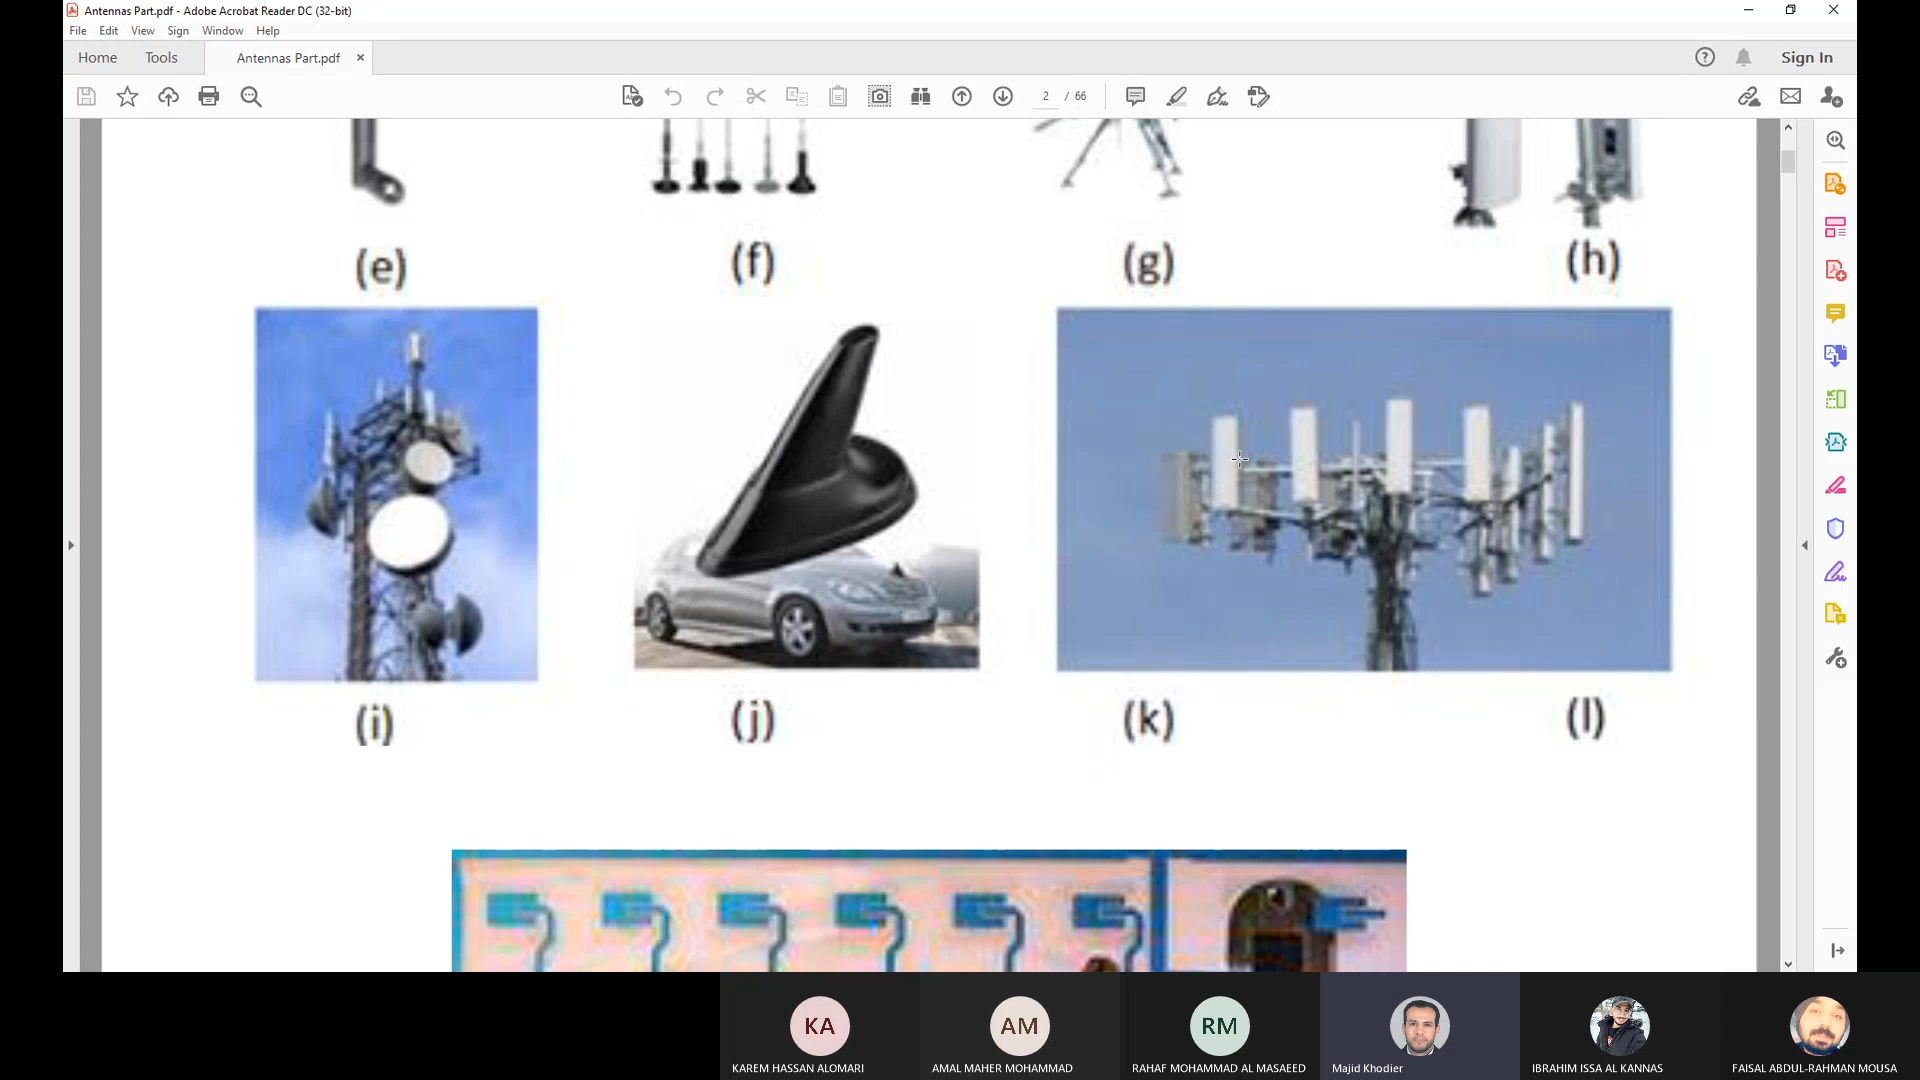 Antennas Part.pdf - Adobe Acrobat Reader DC (32-bit)
File Edit View Sign Window Help
Home Tools Antennas Part.pdf Sign In
2 / 66
(e) (f) (g) (h)
(i) (j) (k) (l)
KA AM RM
KAREM HASSAN ALOMARI AMAL MAHER MOHAMMAD RAHAF MOHAMMAD AL MASAEED Majid Khodier IBRAHIM ISSA AL KANNAS FAISAL ABDUL-RAHMAN MOUSA